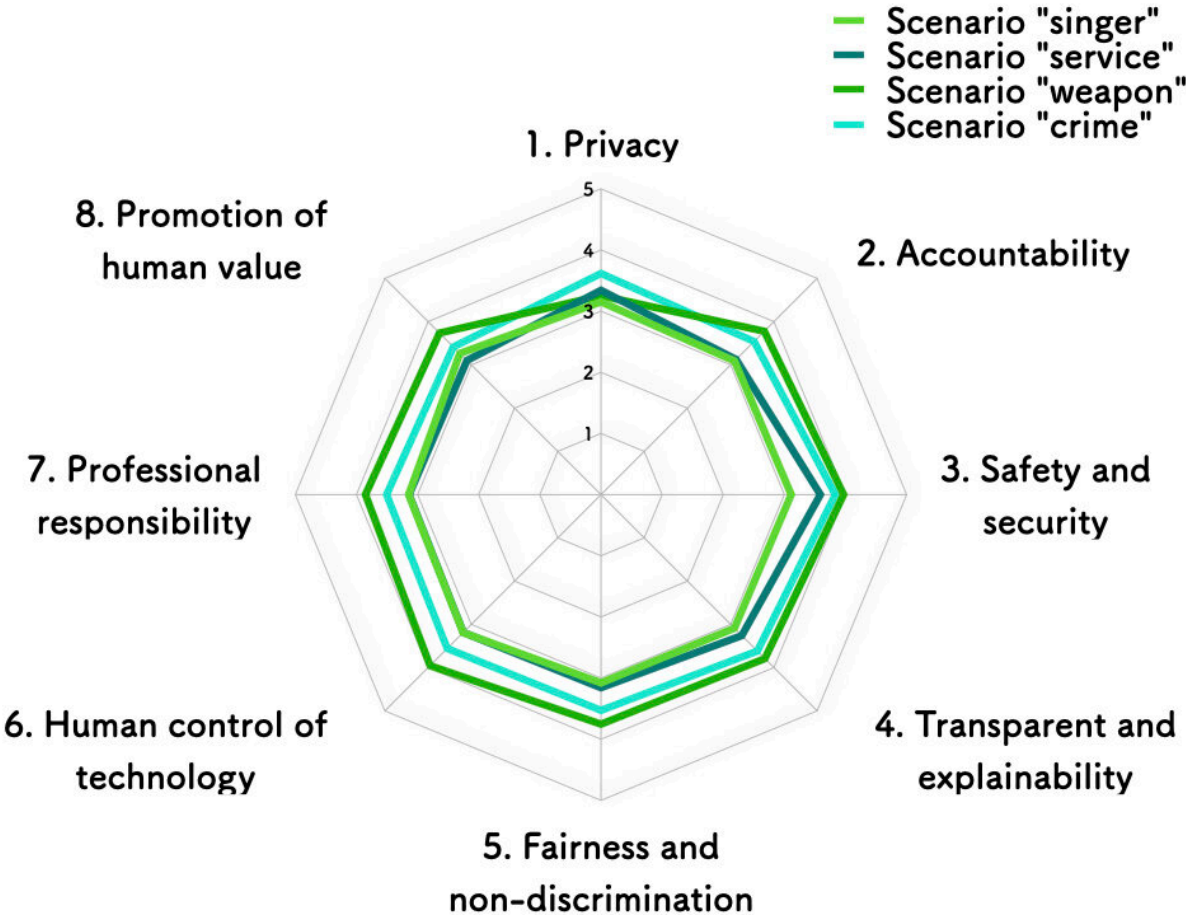 Scenario "singer"
Scenario "service"
Scenario "weapon"
Scenario "crime"
1. Privacy
8. Promotion of
human value
2. Accountability
5
4
3
2
1
7. Professional
responsibility
3. Safety and
security
6. Human control of
technology
4. Transparent and
explainability
5. Fairness and
non-discrimination